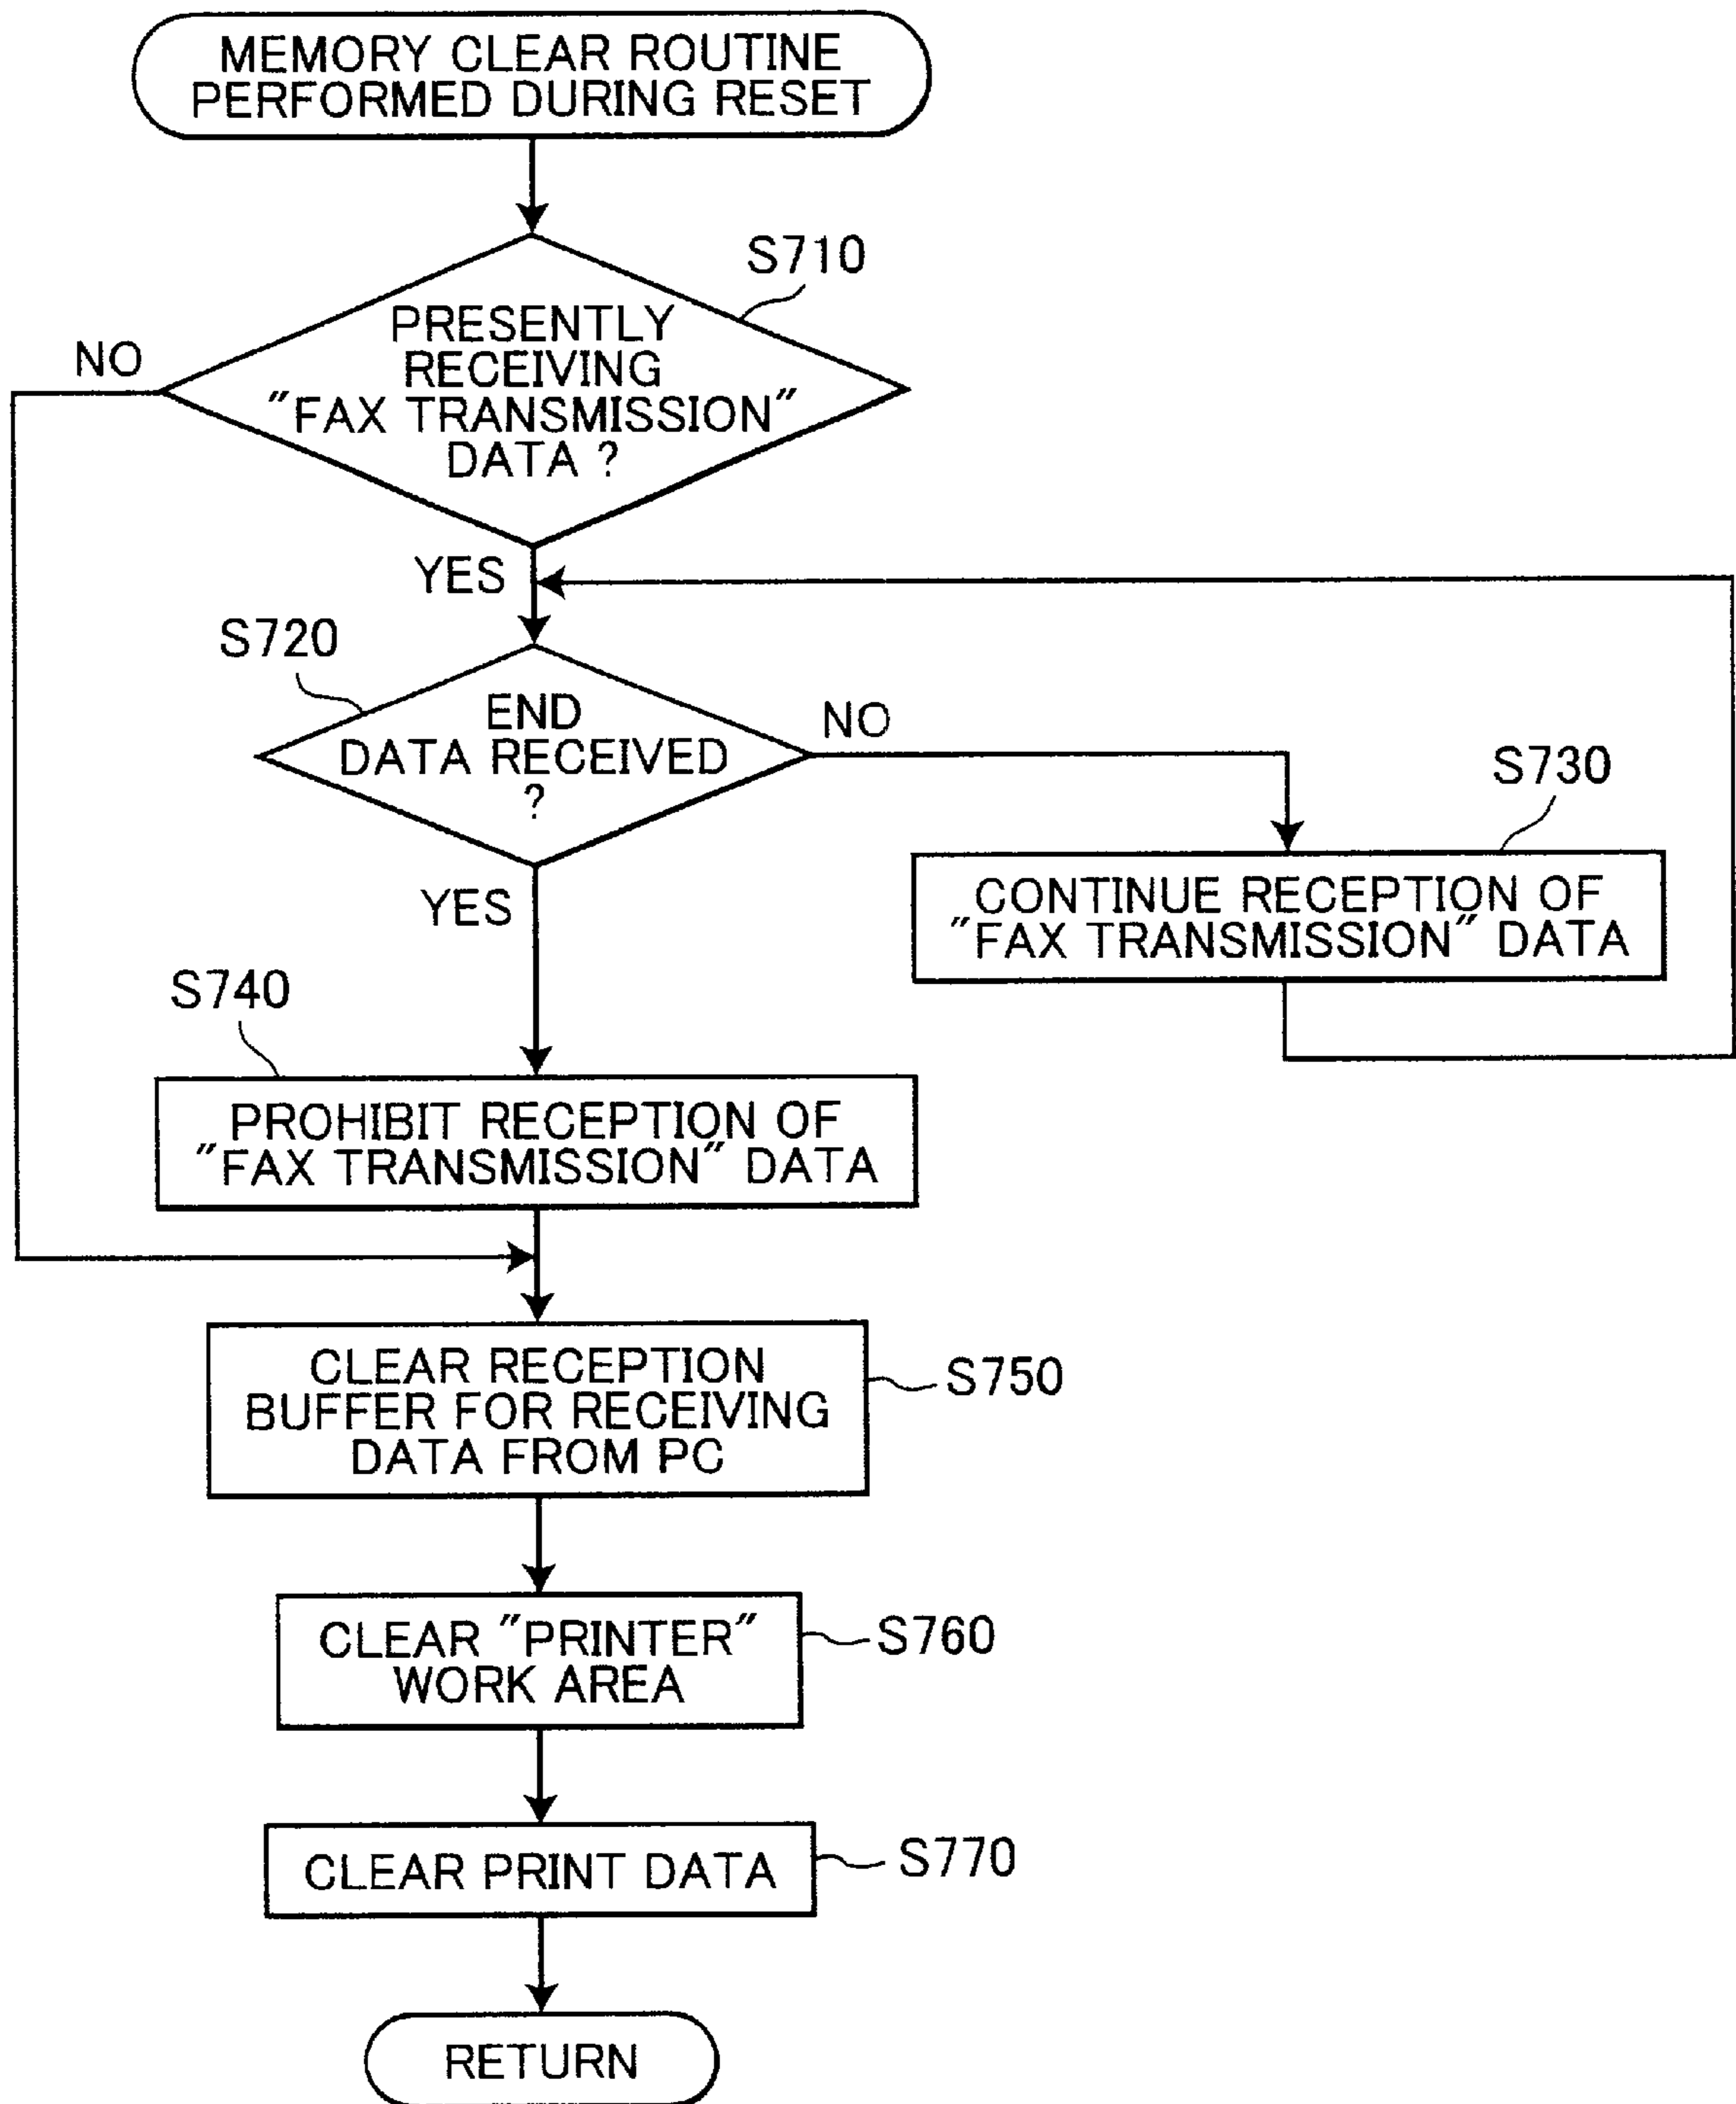 MEMORY CLEAR ROUTINE
PERFORMED DURING RESET
S710
PRESENTLY
RECEIVING
"FAX TRANSMISSION"
DATA ?
NO
YES
S720
END
DATA RECEIVED
?
NO
S730
CONTINUE RECEPTION OF
"FAX TRANSMISSION" DATA
YES
S740
PROHIBIT RECEPTION OF
"FAX TRANSMISSION" DATA
CLEAR RECEPTION
BUFFER FOR RECEIVING
DATA FROM PC
S750
CLEAR "PRINTER"
WORK AREA
S760
CLEAR PRINT DATA
S770
RETURN